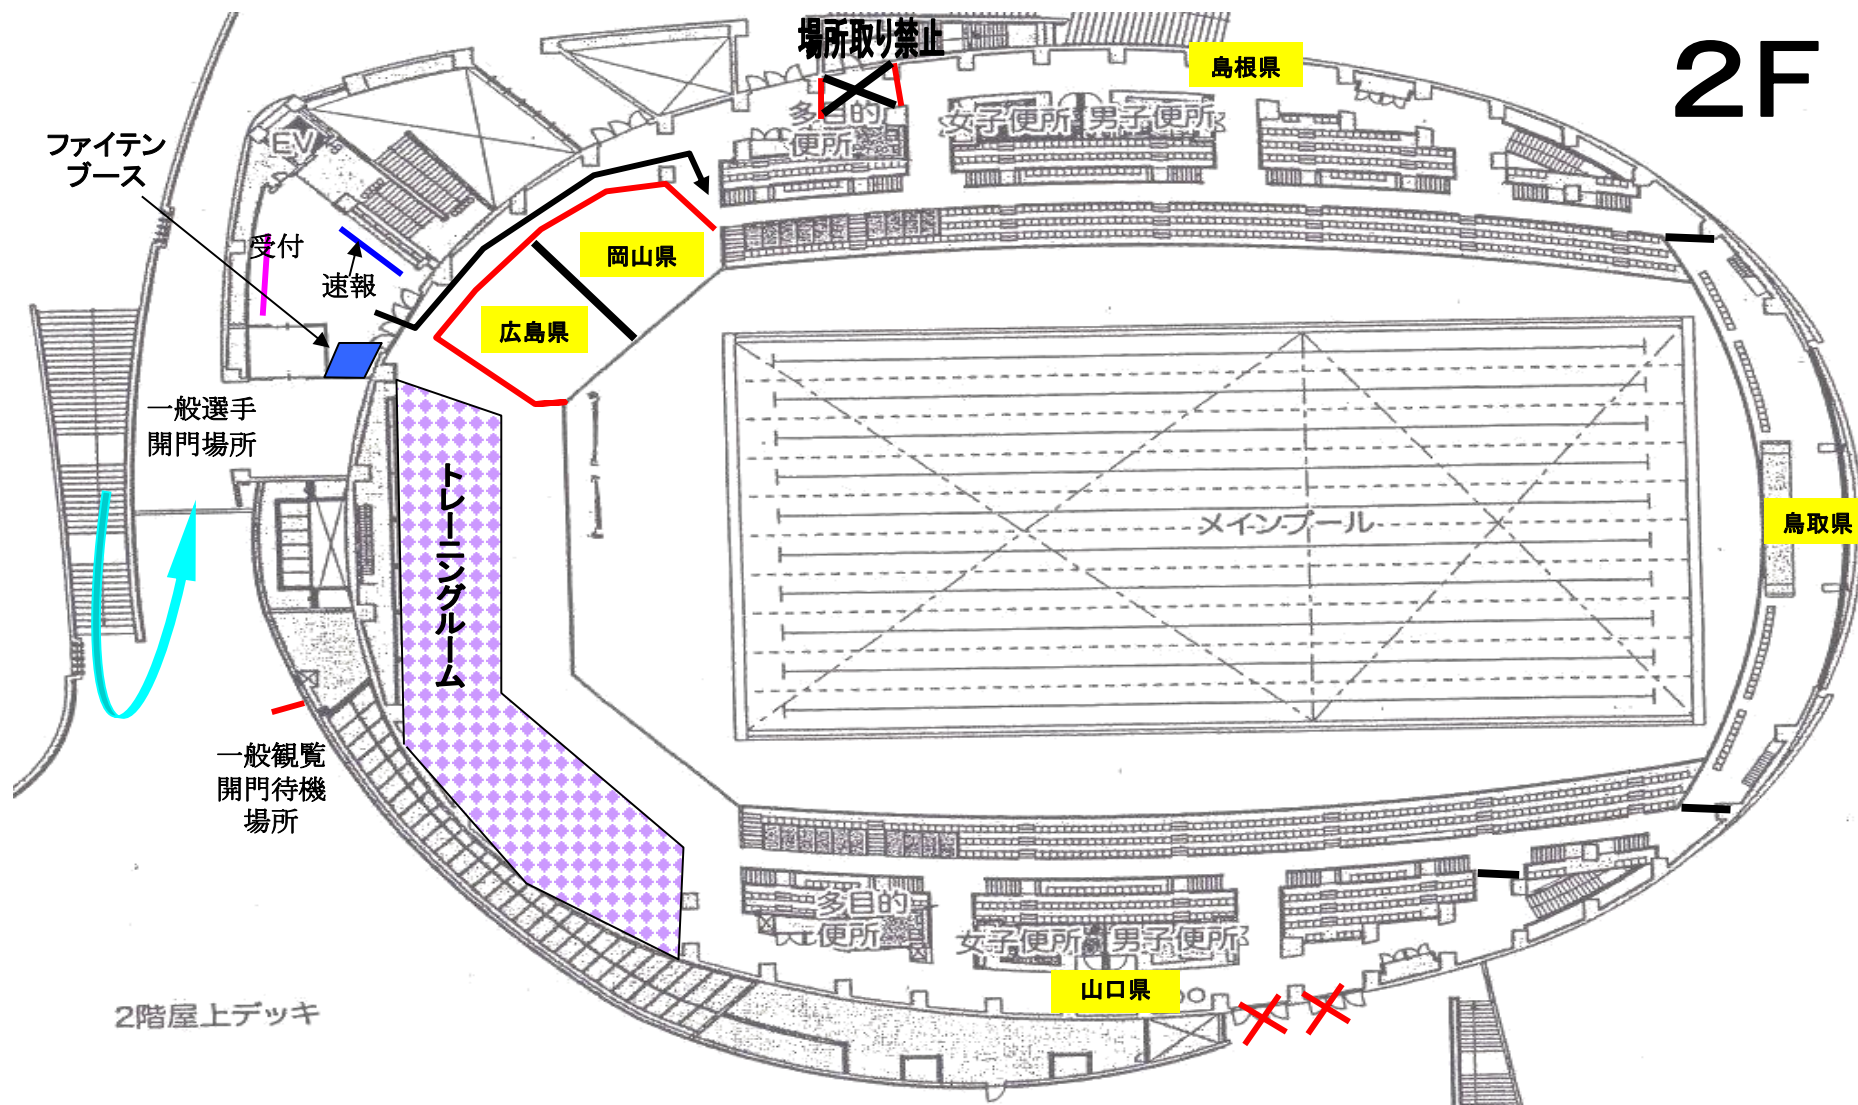 場所取り禁止
2F
島根県
ファイテン
ブース
EV
多目的
便所
女子便所
男子便所
受付
速報
岡山県
広島県
一般選手
開門場所
トレーニングルーム
メインプール
鳥取県
一般観覧
開門待機
場所
多目的
便所
女子便所
男子便所
山口県
2階屋上デッキ